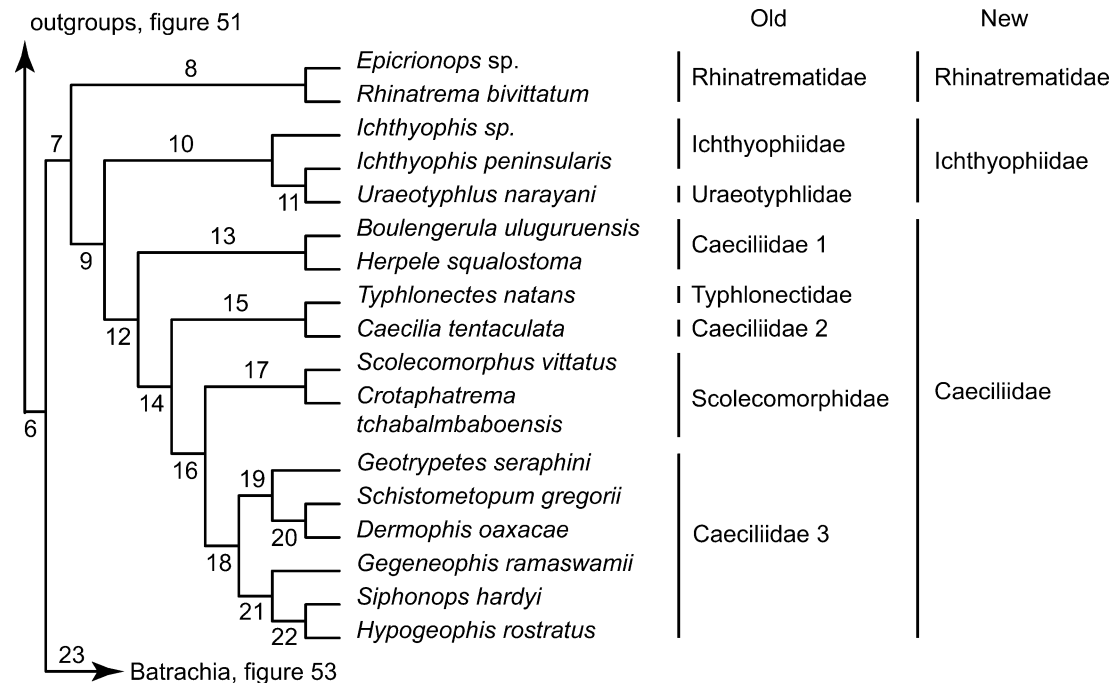 outgroups, figure 51
Old
New
8
Epicrionops sp.
Rhinatrema bivittatum
Rhinatrematidae
Rhinatrematidae
7
10
Ichthyophis sp.
Ichthyophis peninsularis
Uraeotyphlus narayani
11
Ichthyophiidae
Uraeotyphlidae
Ichthyophiidae
9
13
Boulengerula uluguruensis
Herpele squalostoma
Caeciliidae 1
12
15
Typhlonectes natans
Caecilia tentaculata
Typhlonectidae
Caeciliidae 2
14
17
Scolecomorphus vittatus
Crotaphatrema
tchabalmbaboensis
Scolecomorphidae
Caeciliidae
6
16
19
Geotrypetes seraphini
Schistometopum gregorii
Dermophis oaxacae
20
18
Gegeneophis ramaswamii
Siphonops hardyi
Hypogeophis rostratus
21
22
Caeciliidae 3
23
Batrachia, figure 53